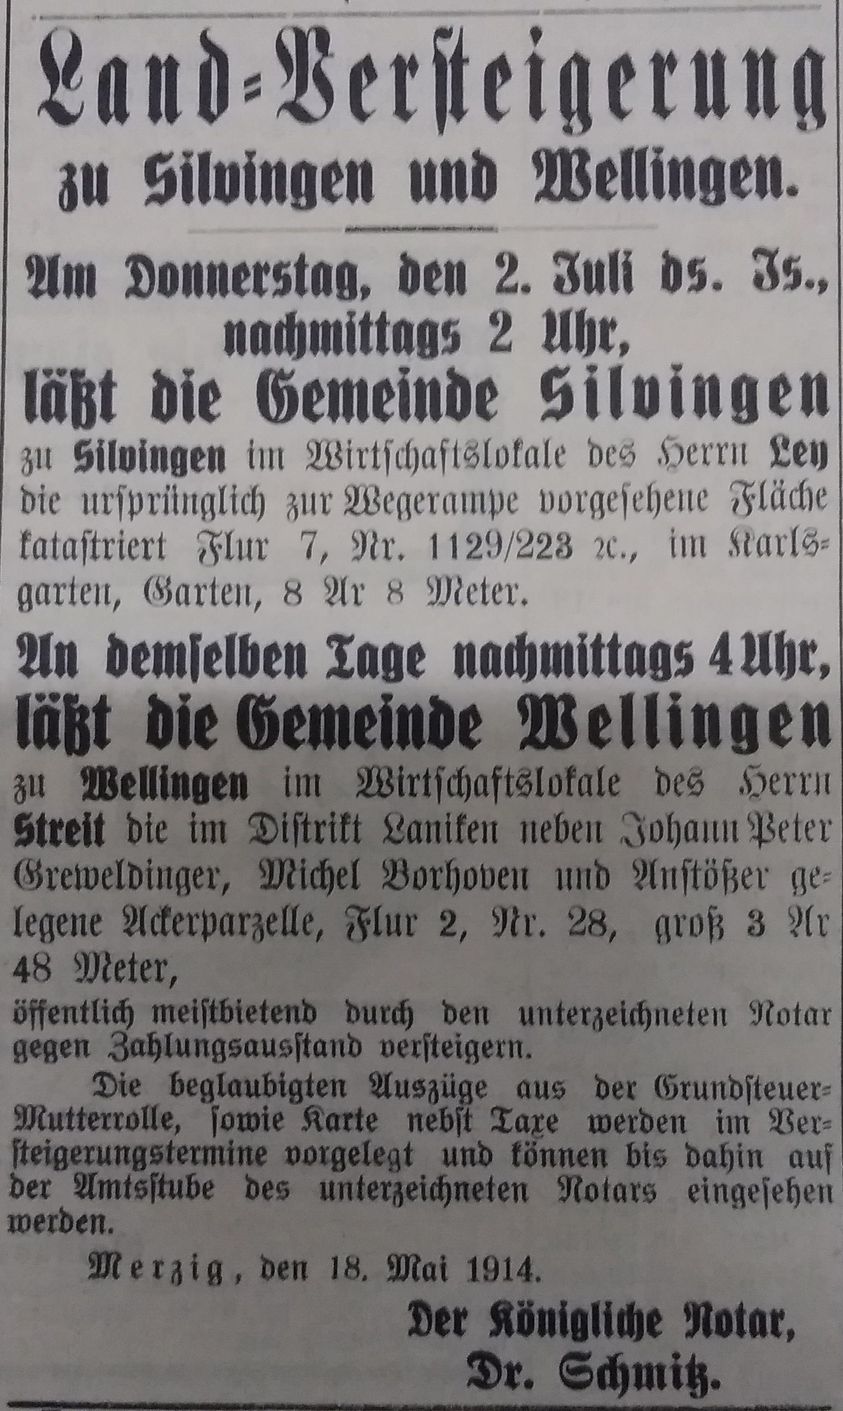 Land-Versteigerung
zu Silvingen und Wellingen.
Am Donnerstag, den 2. Juli ds. Js.,
nachmittags 2 Uhr,
läßt die Gemeinde Silvingen
zu Silvingen im Wirtschaftslokale des Herrn Ley
die ursprünglich zur Wegerampe vorgesehene Fläche
katastriert Flur 7, Nr. 1129/223 ꝛc., im Karls-
garten, Garten, 8 Ar 8 Meter.
An demselben Tage nachmittags 4 Uhr,
läßt die Gemeinde Wellingen
zu Wellingen im Wirtschaftslokale des Herrn
Streit die im Distrikt Laniken neben Johann Peter
Greweldinger, Michel Borhoven und Anstößer ge-
legene Ackerparzelle, Flur 2, Nr. 28, groß 3 Ar
48 Meter,
öffentlich meistbietend durch den unterzeichneten Notar
gegen Zahlungsausstand versteigern.
Die beglaubigten Auszüge aus der Grundsteuer-
Mutterrolle, sowie Karte nebst Taxe werden im Ver-
steigerungstermine vorgelegt und können bis dahin auf
der Amtsstube des unterzeichneten Notars eingesehen
werden.
Merzig, den 18. Mai 1914.
Der Königliche Notar,
Dr. Schmitz.